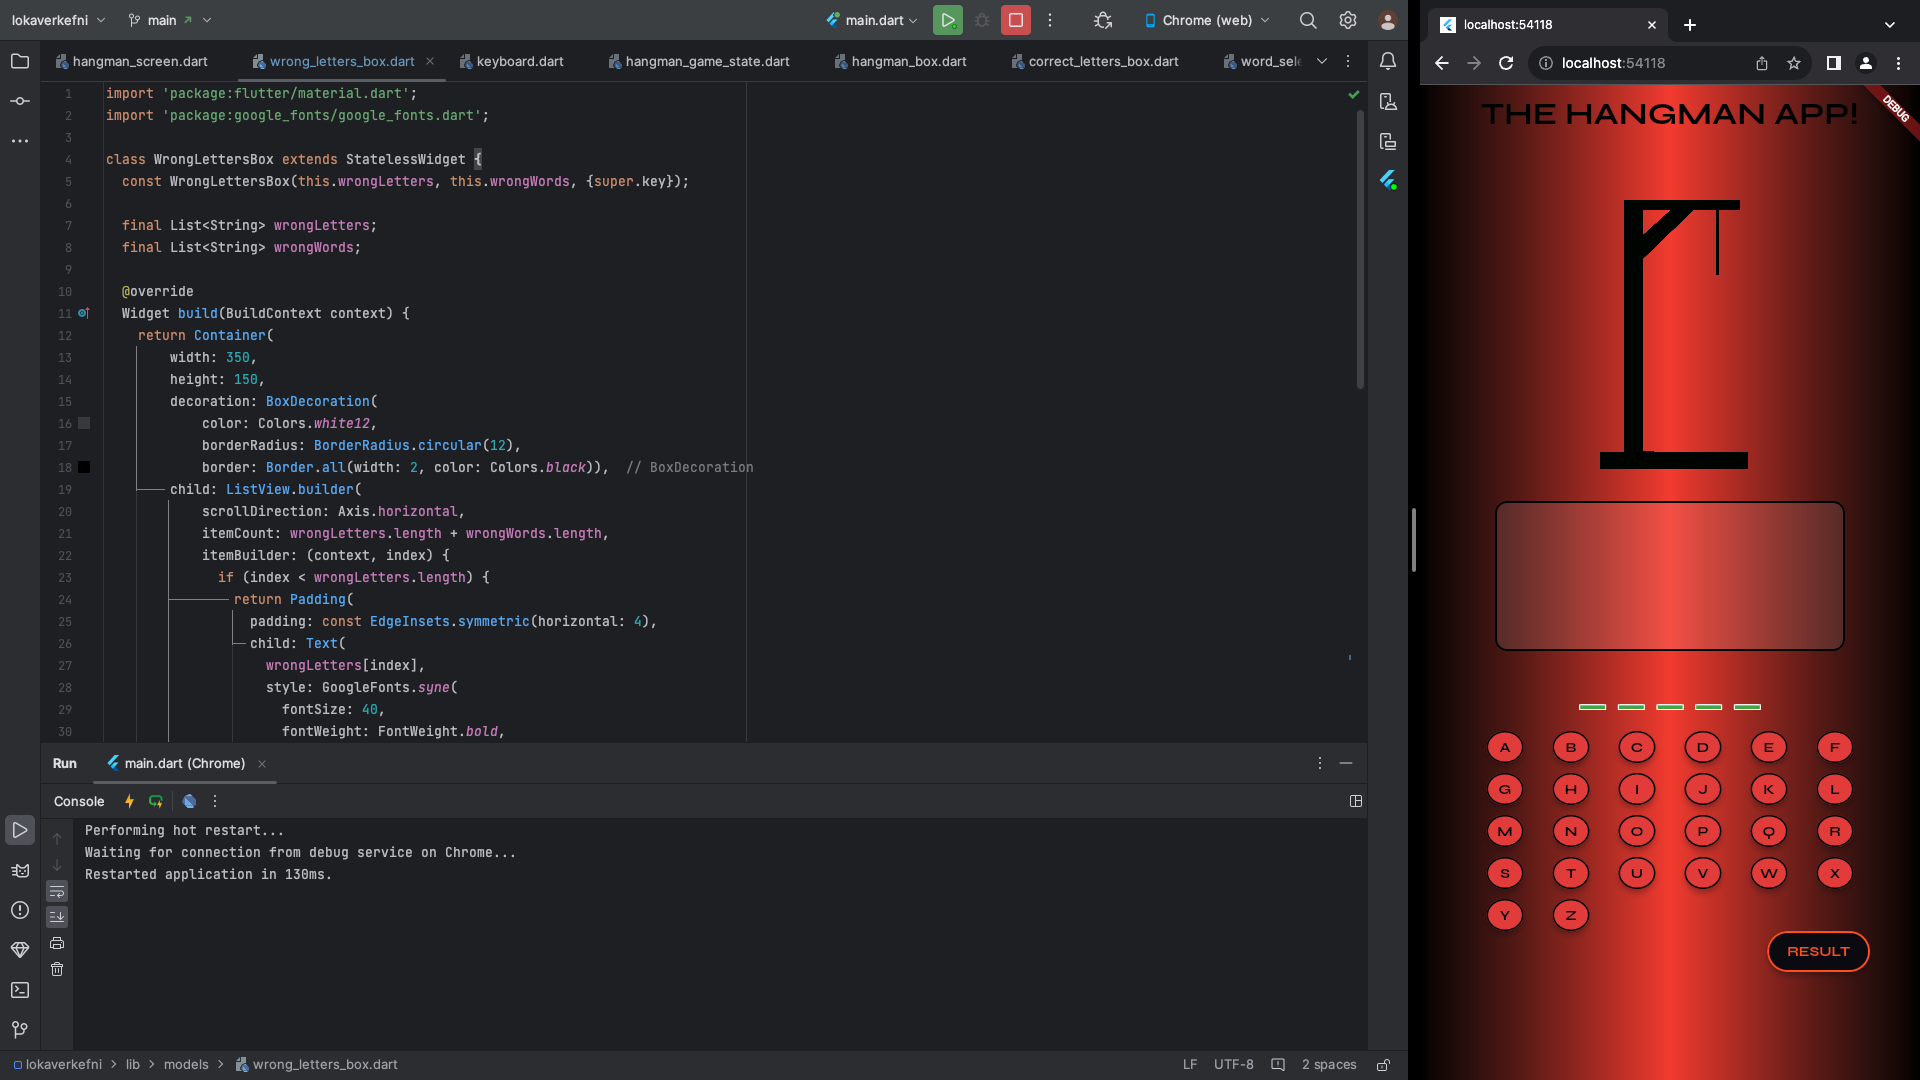 lokaverkefni
main
main.dart
Chrome (web)
hangman_screen.dart
wrong_letters_box.dart
keyboard.dart
hangman_game_state.dart
hangman_box.dart
correct_letters_box.dart
word_sele
1 import 'package:flutter/material.dart';
2 import 'package:google_fonts/google_fonts.dart';
3
4 class WrongLettersBox extends StatelessWidget {
5 const WrongLettersBox(this.wrongLetters, this.wrongWords, {super.key});
6
7 final List<String> wrongLetters;
8 final List<String> wrongWords;
9
10 @override
11 Widget build(BuildContext context) {
12 return Container(
13 width: 350,
14 height: 150,
15 decoration: BoxDecoration(
16 color: Colors.white12,
17 borderRadius: BorderRadius.circular(12),
18 border: Border.all(width: 2, color: Colors.black)), // BoxDecoration
19 child: ListView.builder(
20 scrollDirection: Axis.horizontal,
21 itemCount: wrongLetters.length + wrongWords.length,
22 itemBuilder: (context, index) {
23 if (index < wrongLetters.length) {
24 return Padding(
25 padding: const EdgeInsets.symmetric(horizontal: 4),
26 child: Text(
27 wrongLetters[index],
28 style: GoogleFonts.syne(
29 fontSize: 40,
30 fontWeight: FontWeight.bold,
Run
main.dart (Chrome)
Console
Performing hot restart...
Waiting for connection from debug service on Chrome...
Restarted application in 130ms.
lokaverkefni > lib > models > wrong_letters_box.dart
LF
UTF-8
2 spaces
localhost:54118
localhost:54118
THE HANGMAN APP!
DEBUG
A B C D E F
G H I J K L
M N O P Q R
S T U V W X
Y Z
RESULT